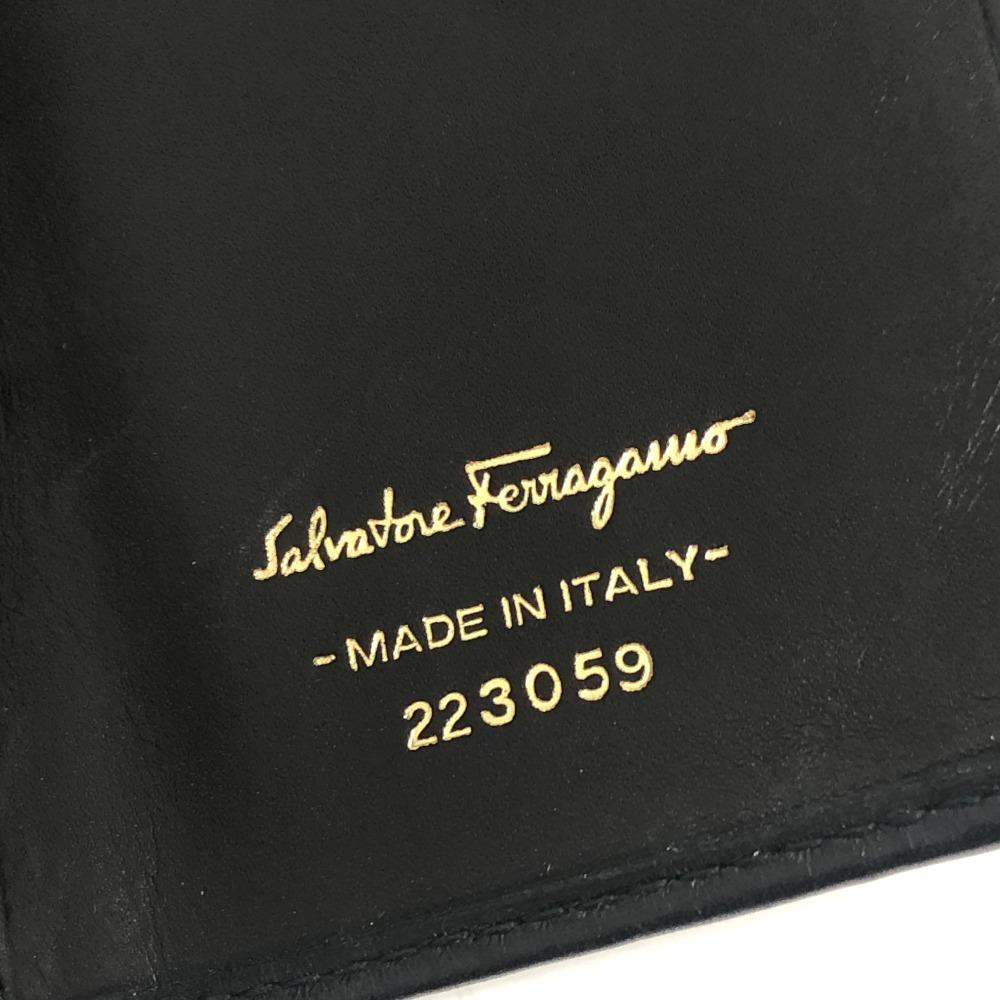 Salvatore Ferragamo
-MADE IN ITALY-
223059